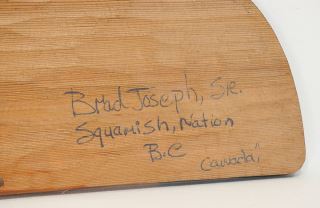 Brad Joseph, Sr.
Squamish, Nation
B.C
Canada"